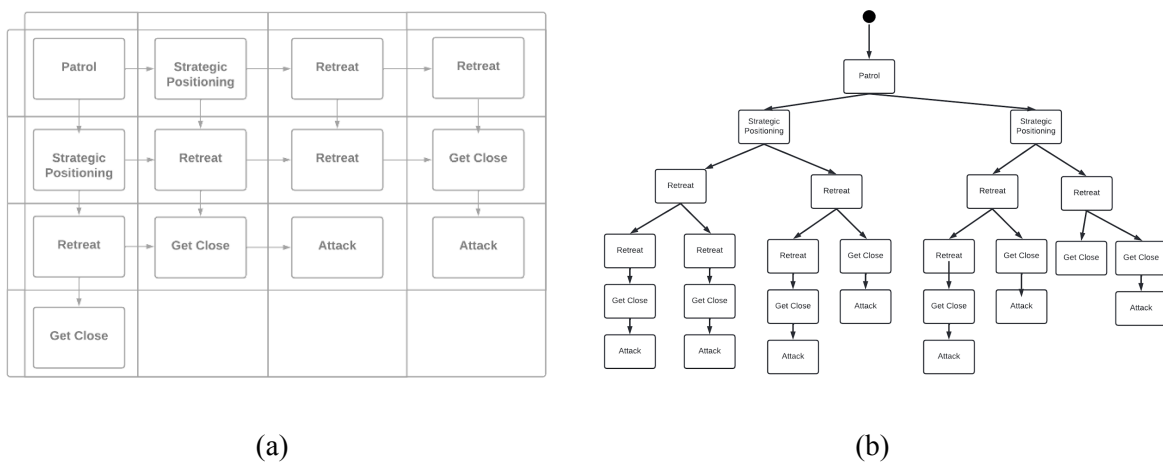 Patrol
Strategic
Positioning
Retreat
Retreat
Strategic
Positioning
Retreat
Retreat
Get Close
Retreat
Get Close
Attack
Attack
Get Close
(a)
Patrol
Strategic
Positioning
Strategic
Positioning
Retreat
Retreat
Retreat
Retreat
Retreat
Retreat
Retreat
Get Close
Retreat
Get Close
Get Close
Get Close
Get Close
Get Close
Get Close
Attack
Get Close
Attack
Attack
Attack
Attack
Attack
Attack
(b)